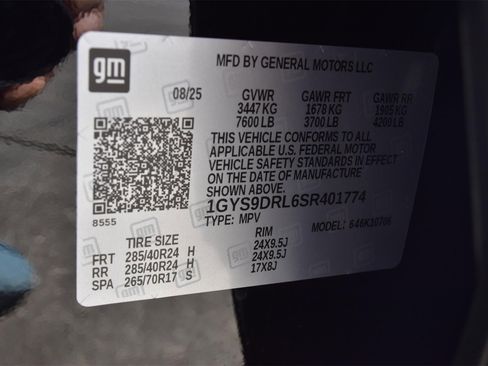 gm
MFD BY GENERAL MOTORS LLC
08/25 GVWR GAWR FRT GAWR RR
3447 KG 1678 KG 1905 KG
7600 LB 3700 LB 4200 LB
THIS VEHICLE CONFORMS TO ALL
APPLICABLE U.S. FEDERAL MOTOR
VEHICLE SAFETY STANDARDS IN EFFECT
ON THE DATE OF MANUFACTURE
SHOWN ABOVE.
8555 1GYS9DRL6SR401774
TYPE: MPV MODEL: 646K10706
TIRE SIZE RIM
FRT 285/40R24 H 24X9.5J
RR 285/40R24 H 24X9.5J
SPA 265/70R17 S 17X8J